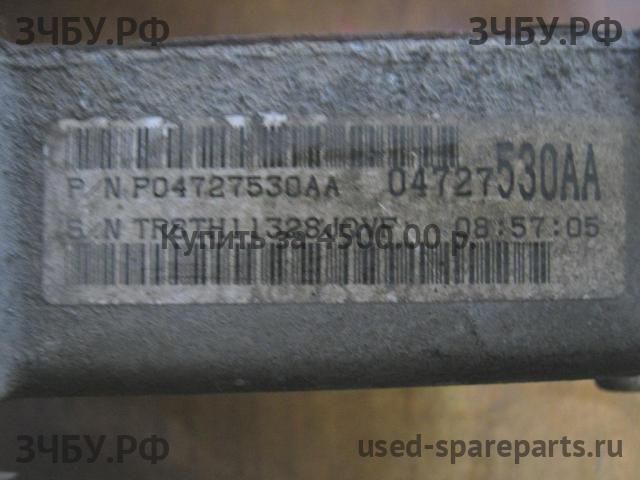 ЗЧБУ.РФ ЗЧБУ.РФ
P/N P04727530AA 04727530AA
S/N 08:57:05
Купить за 4500.00 р.
ЗЧБУ.РФ used-spareparts.ru